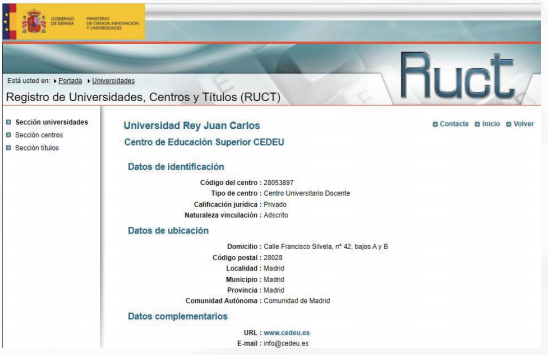 GOBIERNO
DE ESPAÑA
MINISTERIO
DE CIENCIA, INNOVACIÓN
Y UNIVERSIDADES
Ruct
Está usted en: Portada Universidades
Registro de Universidades, Centros y Títulos (RUCT)
Sección universidades
Sección centros
Sección títulos
Contacte Inicio Volver
Universidad Rey Juan Carlos
Centro de Educación Superior CEDEU
Datos de identificación
Código del centro : 28053897
Tipo de centro : Centro Universitario Docente
Calificación jurídica : Privado
Naturaleza vinculación : Adscrito
Datos de ubicación
Domicilio : Calle Francisco Silvela, nº 42, bajos A y B
Código postal : 28028
Localidad : Madrid
Municipio : Madrid
Provincia : Madrid
Comunidad Autónoma : Comunidad de Madrid
Datos complementarios
URL : www.cedeu.es
E-mail : info@cedeu.es